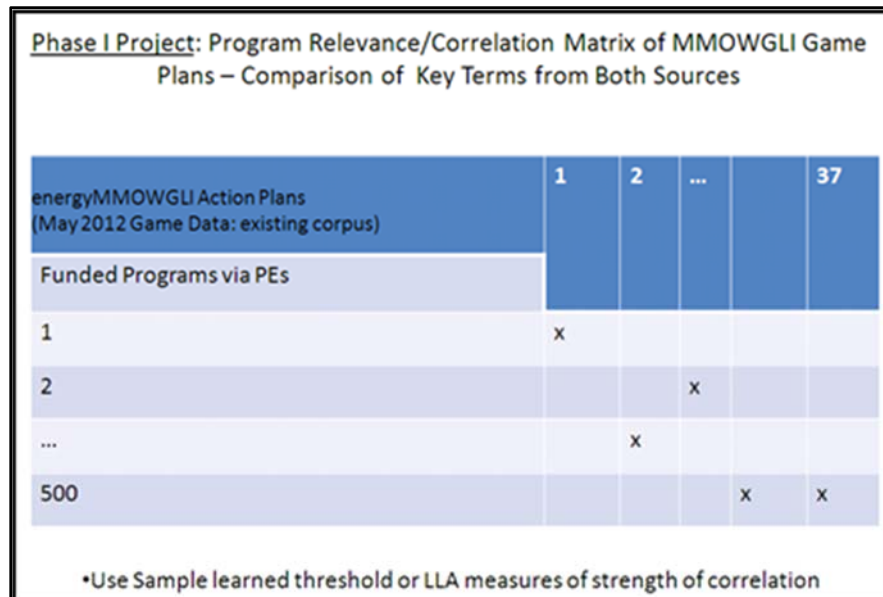 Phase I Project: Program Relevance/Correlation Matrix of MMOWGLI Game
Plans – Comparison of Key Terms from Both Sources
energyMMOWGLI Action Plans
(May 2012 Game Data: existing corpus)
1 2 ... 37
Funded Programs via PEs
1 x
2 x
... x
500 x x
•Use Sample learned threshold or LLA measures of strength of correlation